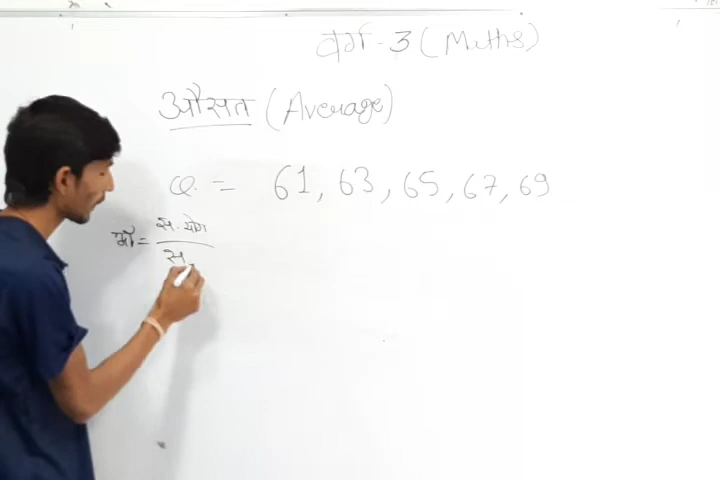 वर्ग - 3 (Maths)
औसत (Average)
Q. = 61, 63, 65, 67, 69
औ = स. योग
स.